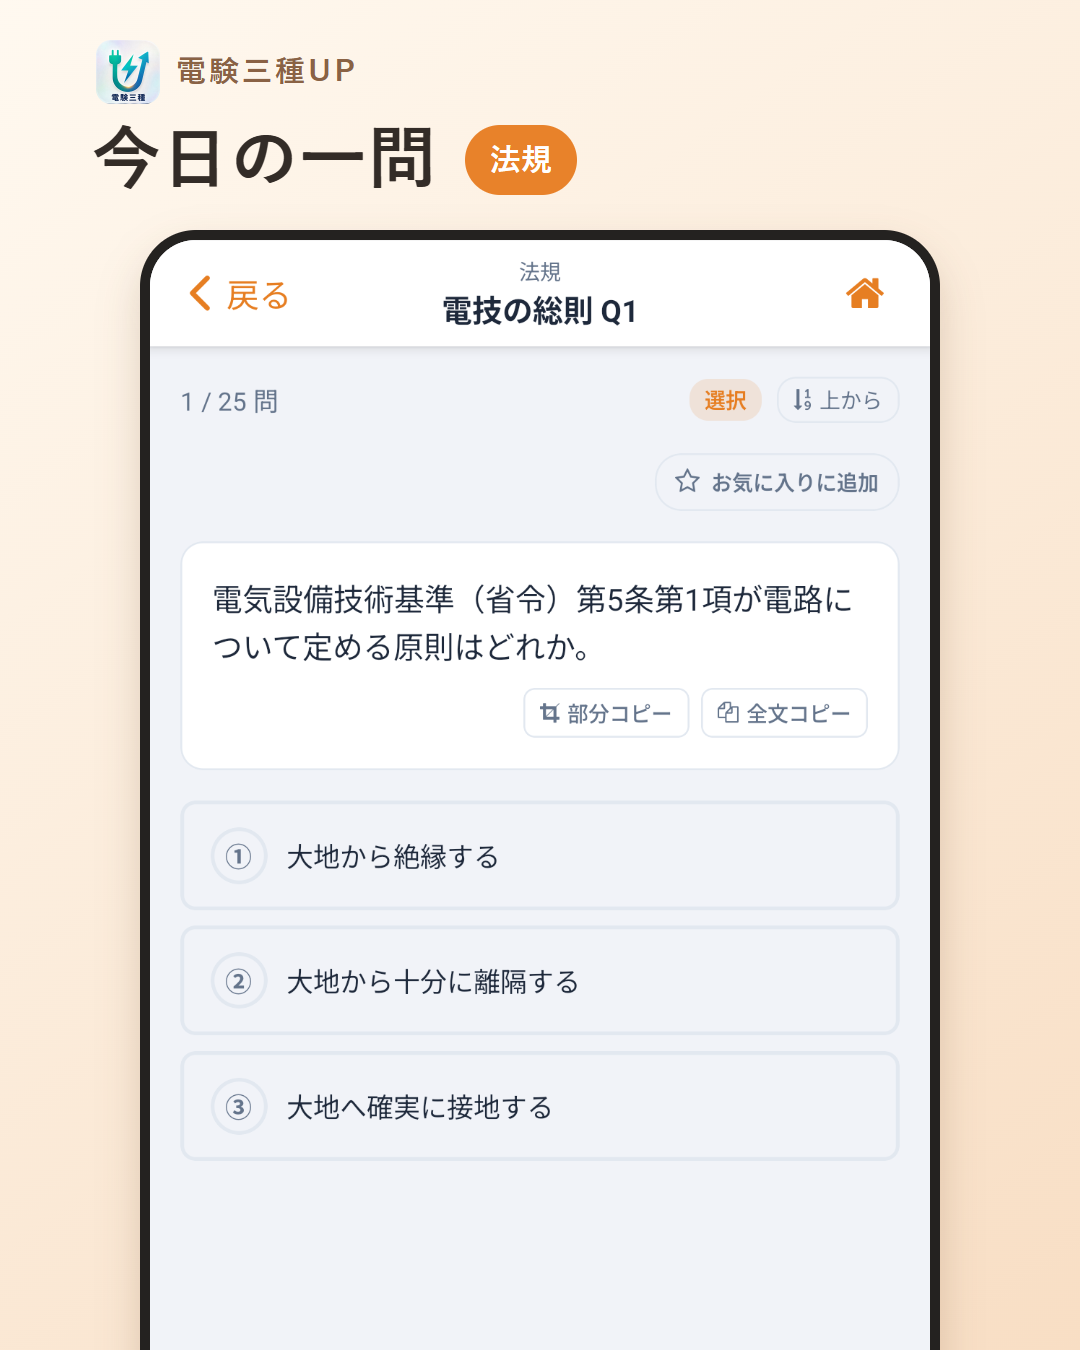 電験三種
電験三種UP
今日の一問
法規
戻る
法規
電技の総則 Q1
1 / 25 問
選択
上から
お気に入りに追加
電気設備技術基準（省令）第5条第1項が電路に
ついて定める原則はどれか。
部分コピー
全文コピー
① 大地から絶縁する
② 大地から十分に離隔する
③ 大地へ確実に接地する